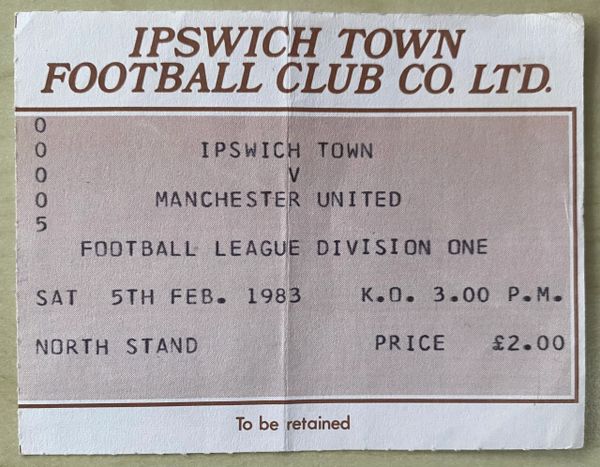 IPSWICH TOWN
FOOTBALL CLUB CO. LTD.
0
0 IPSWICH TOWN
0 V
0 MANCHESTER UNITED
5
FOOTBALL LEAGUE DIVISION ONE
SAT 5TH FEB. 1983 K.O. 3.00 P.M.
NORTH STAND PRICE £2.00
To be retained